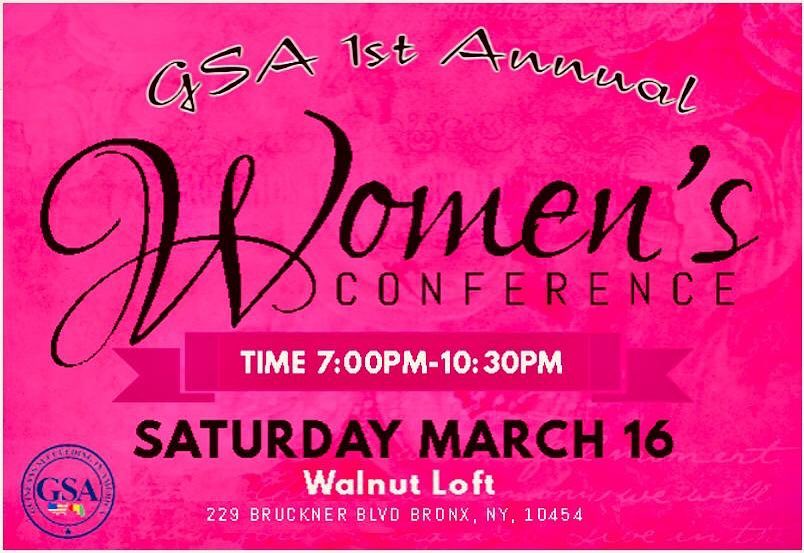 GSA 1st Annual
Women's
CONFERENCE
TIME 7:00PM-10:30PM
SATURDAY MARCH 16
Walnut Loft
229 BRUCKNER BLVD BRONX, NY, 10454
GSA
moment